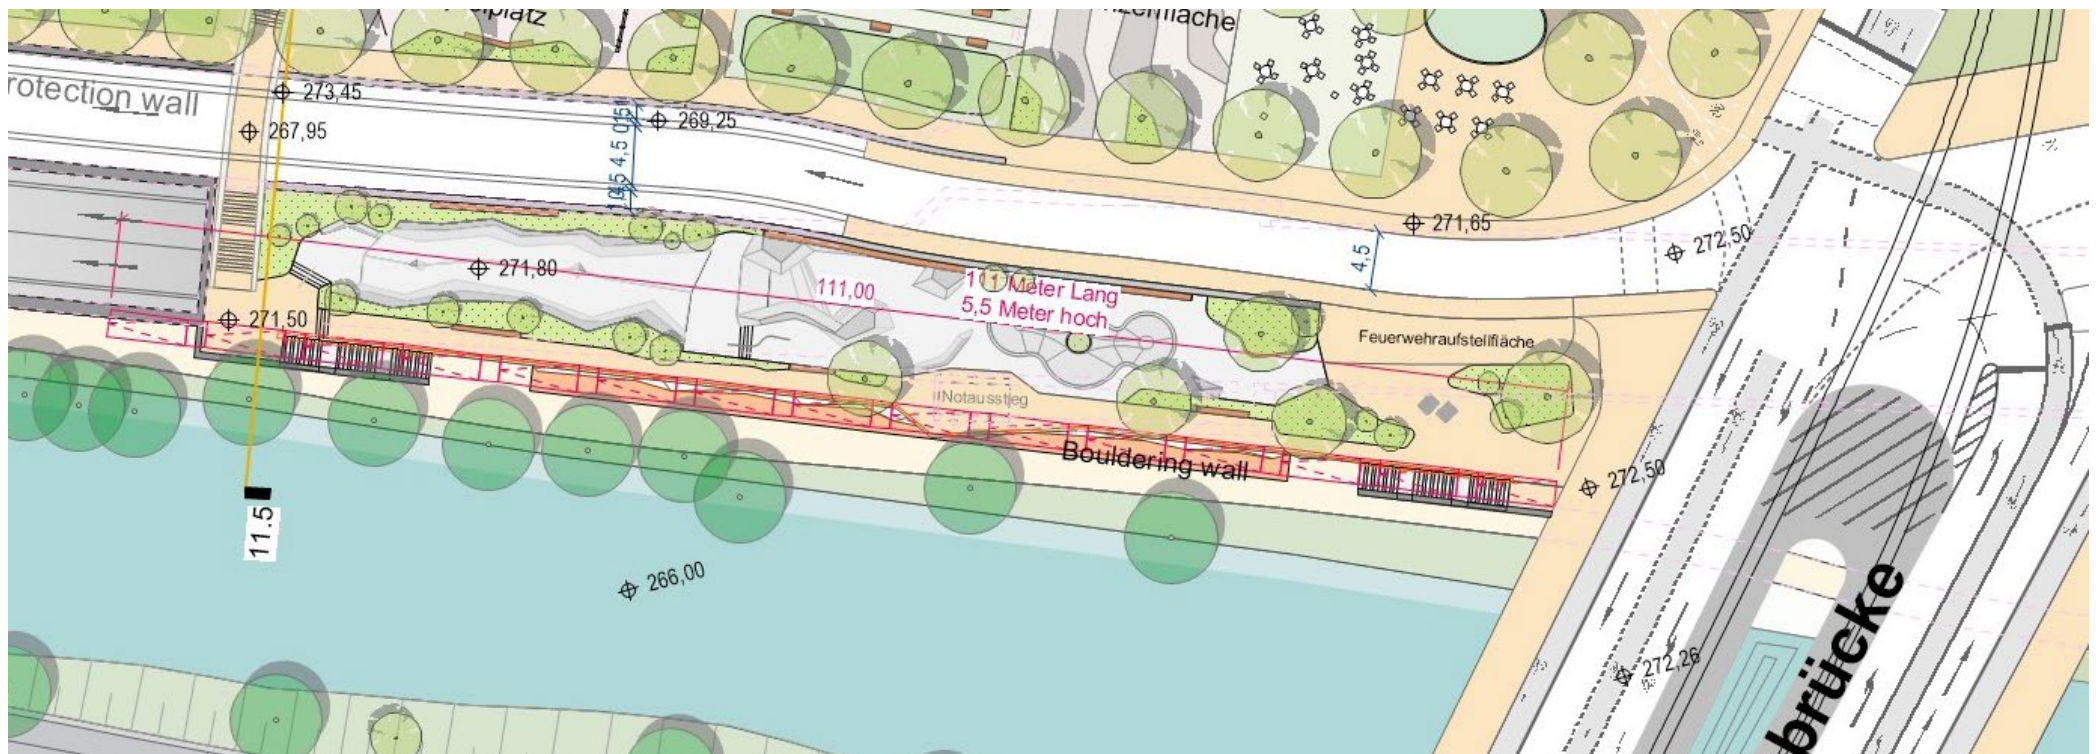 rotection wall
273,45
267,95
269,25
4,5
271,65
272,50
4,5
271,80
111,00
111 Meter Lang
5,5 Meter hoch
Feuerwehraufstellfläche
271,50
Notausstieg
Bouldering wall
272,50
11.5
266,00
272,26
brücke